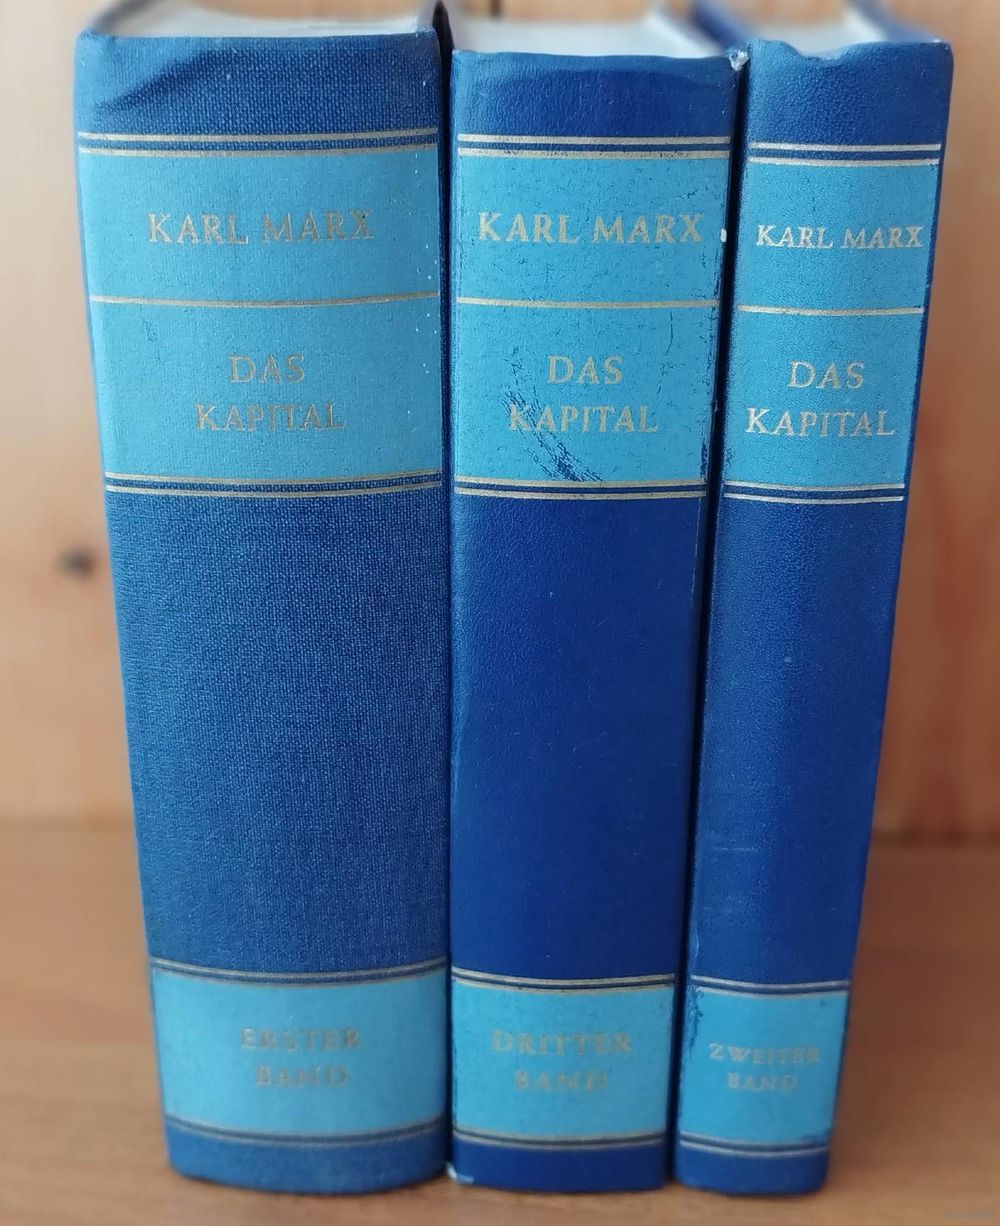 KARL MARX
DAS
KAPITAL
ERSTER
BAND
KARL MARX
DAS
KAPITAL
DRITTER
BAND
KARL MARX
DAS
KAPITAL
ZWEITER
BAND